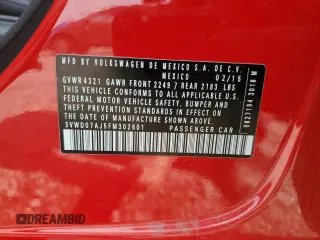 MFD BY VOLKSWAGEN DE MEXICO S.A. DE C.V.
MEXICO 02/15
GVWR 4321 GAWR FRONT 2249 / REAR 2183 LBS
THIS VEHICLE CONFORMS TO ALL APPLICABLE
FEDERAL MOTOR VEHICLE SAFETY, BUMPER AND
THEFT PREVENTION STANDARDS IN EFFECT ON
THE DATE OF MANUFACTURE SHOWN ABOVE
3VWD07AJ5FM302601 PASSENGER CAR
DREAMBID